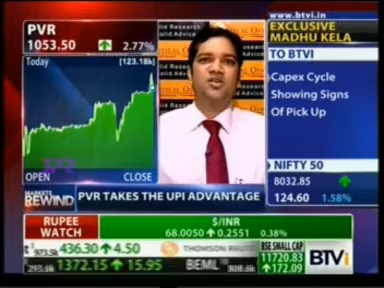 PVR
1053.50 2.77%
Today [123.18k]
OPEN CLOSE
www.btvi.in
EXCLUSIVE
MADHU KELA
TO BTVI
Capex Cycle
Showing Signs
Of Pick Up
NIFTY 50
8032.85
124.60 1.58%
MARKETS
REWIND
PVR TAKES THE UPI ADVANTAGE
RUPEE
WATCH
$/INR
68.0050 0.2551 0.38%
436.30 4.50
THOMSON
1372.15 15.95 BEML
BSE SMALL CAP
11720.83
172.09
BTVi